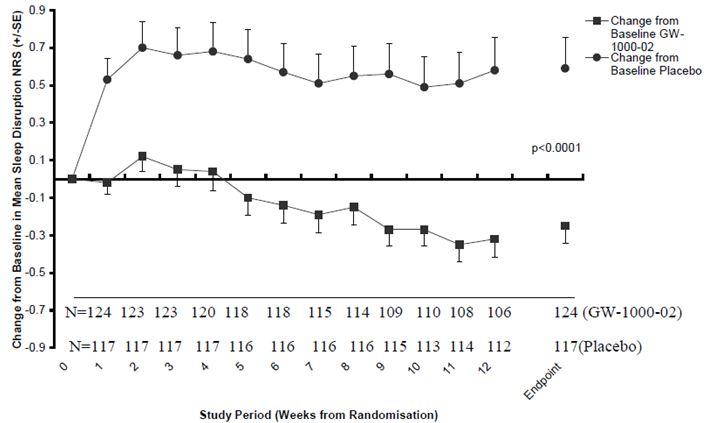 Change from Baseline in Mean Sleep Disruption NRS (+/-SE)
0.9
0.7
0.5
0.3
0.1
-0.1
-0.3
-0.5
-0.7
-0.9
Change from
Baseline GW-
1000-02
Change from
Baseline Placebo
p<0.0001
N=124 123 123 120 118 118 115 114 109 110 108 106 124 (GW-1000-02)
N=117 117 117 117 116 116 116 116 115 113 114 112 117(Placebo)
0 1 2 3 4 5 6 7 8 9 10 11 12 Endpoint
Study Period (Weeks from Randomisation)